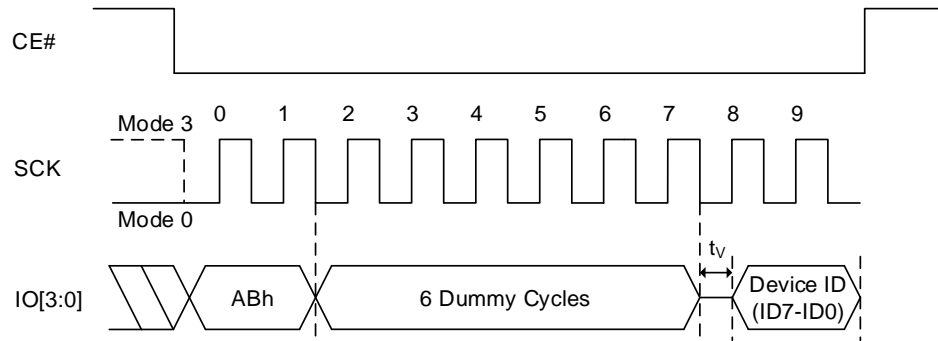 CE#
0 1 2 3 4 5 6 7 8 9
Mode 3
SCK
Mode 0
tV
IO[3:0]
ABh
6 Dummy Cycles
Device ID
(ID7-ID0)